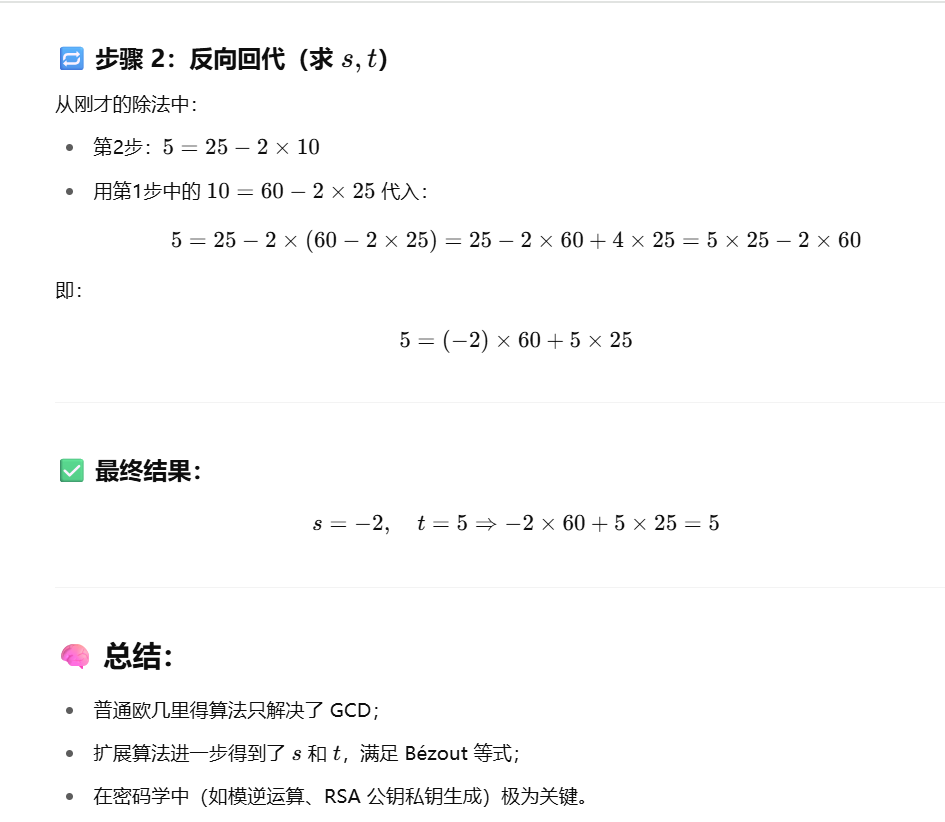 🔁 步骤 2：反向回代（求 s, t）
从刚才的除法中：
• 第2步：5 = 25 − 2 × 10
• 用第1步中的 10 = 60 − 2 × 25 代入：
5 = 25 − 2 × (60 − 2 × 25) = 25 − 2 × 60 + 4 × 25 = 5 × 25 − 2 × 60
即：
5 = (−2) × 60 + 5 × 25
✅ 最终结果：
s = −2, t = 5 ⇒ −2 × 60 + 5 × 25 = 5
🧠 总结：
• 普通欧几里得算法只解决了 GCD；
• 扩展算法进一步得到了 s 和 t，满足 Bézout 等式；
• 在密码学中（如模逆运算、RSA 公钥私钥生成）极为关键。